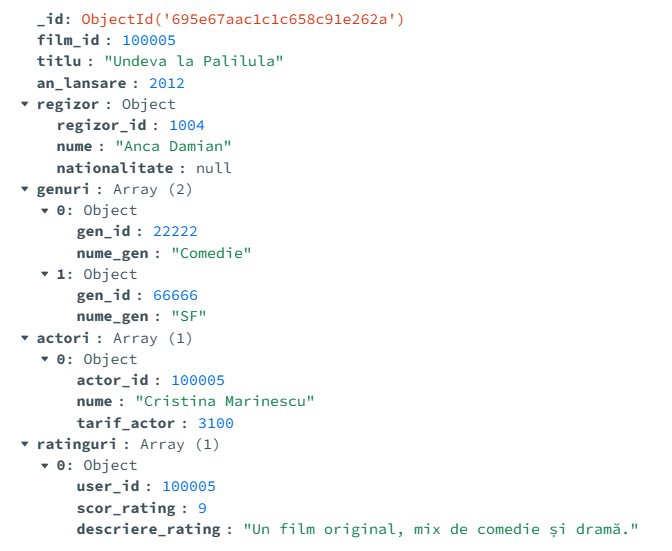 _id: ObjectId('695e67aac1c1c658c91e262a')
film_id : 100005
titlu : "Undeva la Palilula"
an_lansare : 2012
regizor : Object
regizor_id : 1004
nume : "Anca Damian"
nationalitate : null
genuri : Array (2)
0: Object
gen_id : 22222
nume_gen : "Comedie"
1: Object
gen_id : 66666
nume_gen : "SF"
actori : Array (1)
0: Object
actor_id : 100005
nume : "Cristina Marinescu"
tarif_actor : 3100
ratinguri : Array (1)
0: Object
user_id : 100005
scor_rating : 9
descriere_rating : "Un film original, mix de comedie și dramă."